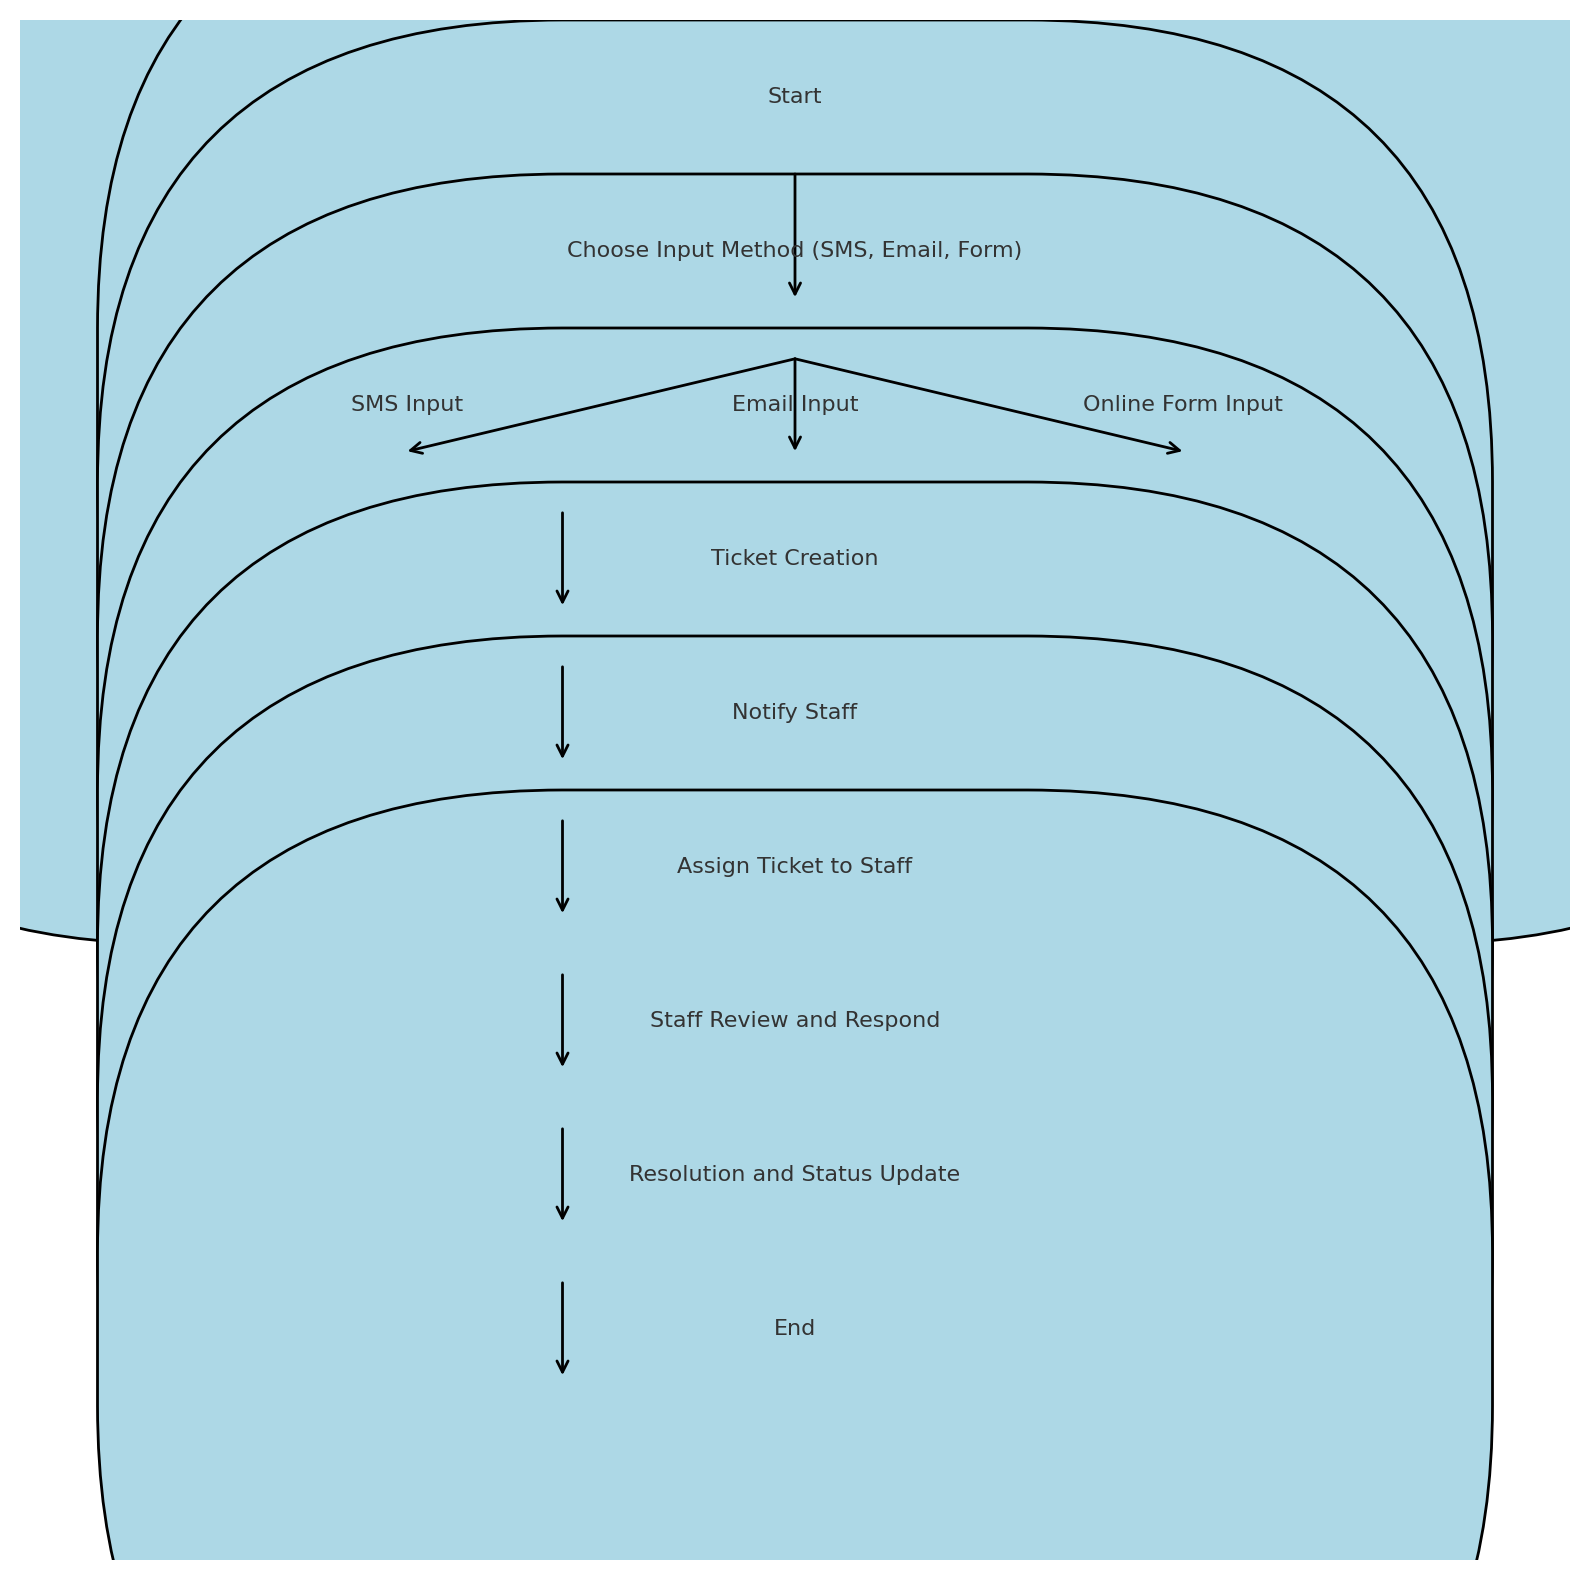 Start
Choose Input Method (SMS, Email, Form)
SMS Input
Email Input
Online Form Input
Ticket Creation
Notify Staff
Assign Ticket to Staff
Staff Review and Respond
Resolution and Status Update
End